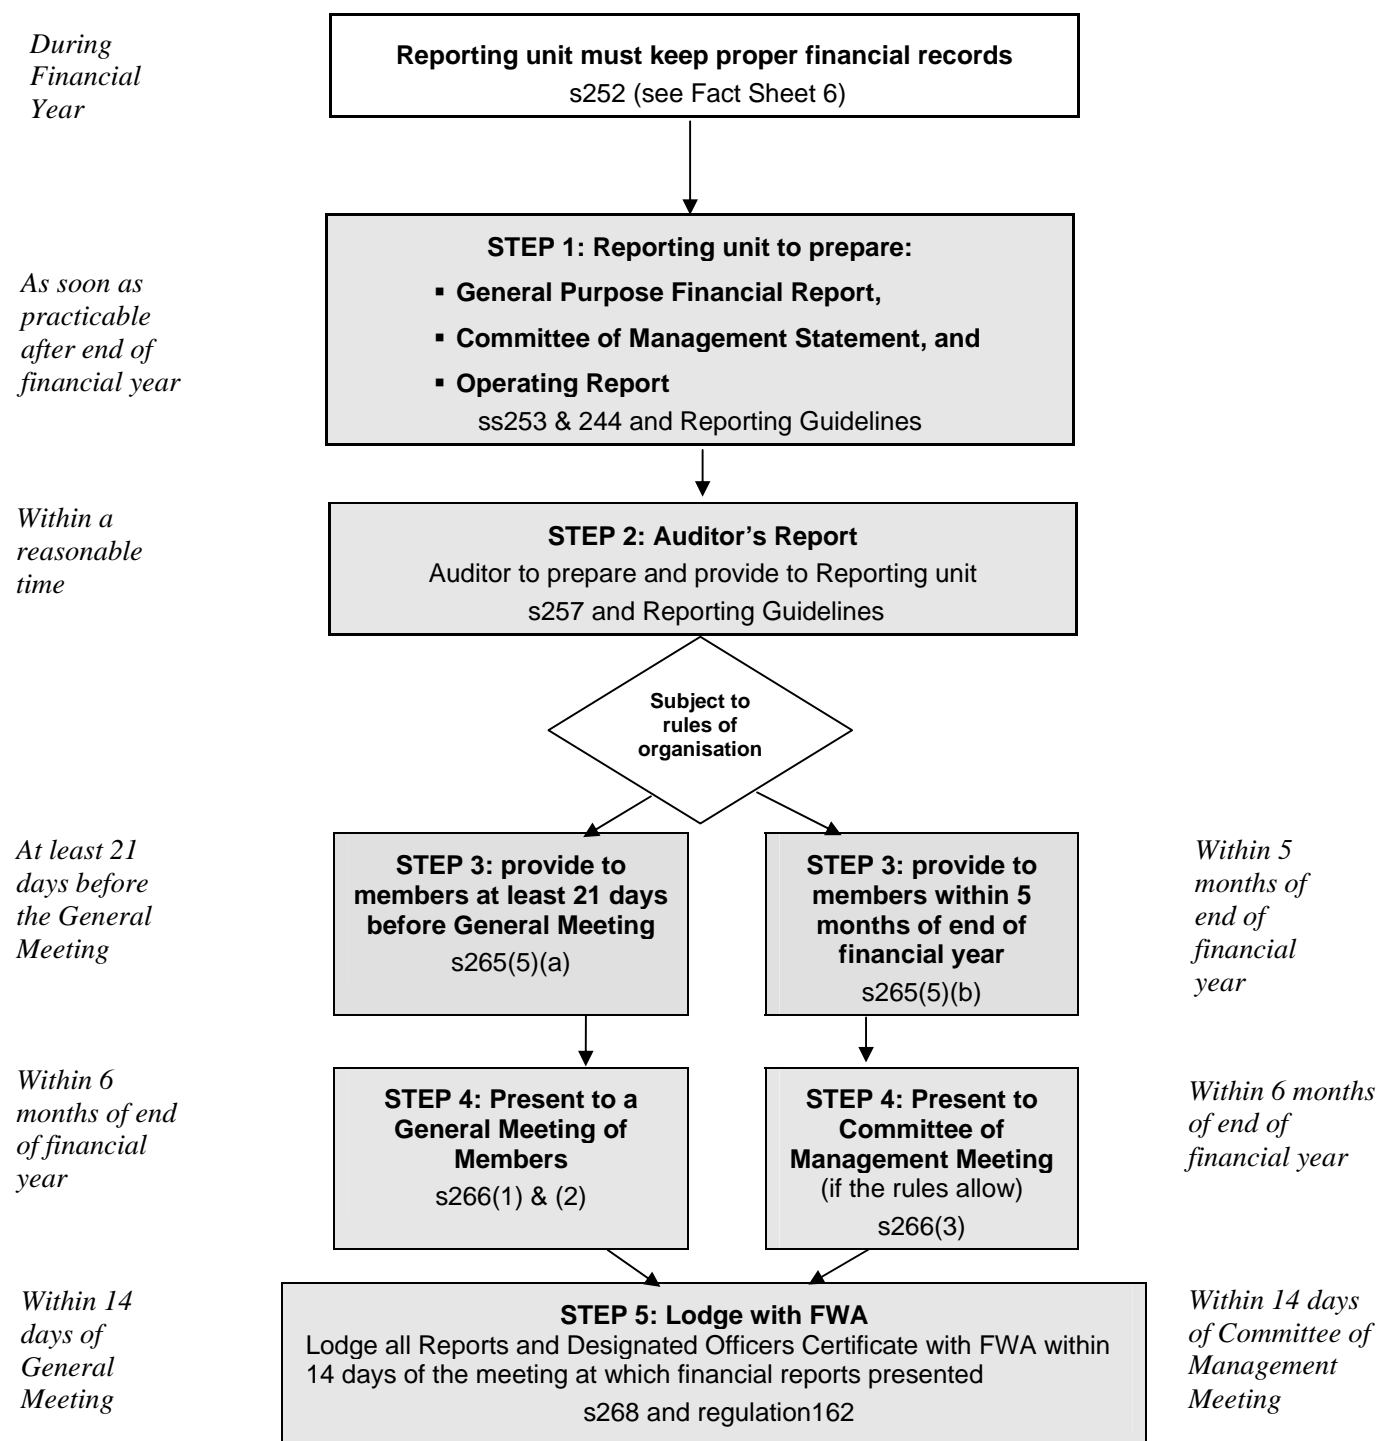 During
Financial
Year
Reporting unit must keep proper financial records
s252 (see Fact Sheet 6)
As soon as
practicable
after end of
financial year
STEP 1: Reporting unit to prepare:
▪ General Purpose Financial Report,
▪ Committee of Management Statement, and
▪ Operating Report
ss253 & 244 and Reporting Guidelines
Within a
reasonable
time
STEP 2: Auditor’s Report
Auditor to prepare and provide to Reporting unit
s257 and Reporting Guidelines
Subject to
rules of
organisation
At least 21
days before
the General
Meeting
STEP 3: provide to
members at least 21 days
before General Meeting
s265(5)(a)
STEP 3: provide to
members within 5
months of end of
financial year
s265(5)(b)
Within 5
months of
end of
financial
year
Within 6
months of end
of financial
year
STEP 4: Present to a
General Meeting of
Members
s266(1) & (2)
STEP 4: Present to
Committee of
Management Meeting
(if the rules allow)
s266(3)
Within 6 months
of end of
financial year
Within 14
days of
General
Meeting
STEP 5: Lodge with FWA
Lodge all Reports and Designated Officers Certificate with FWA within
14 days of the meeting at which financial reports presented
s268 and regulation162
Within 14 days
of Committee of
Management
Meeting